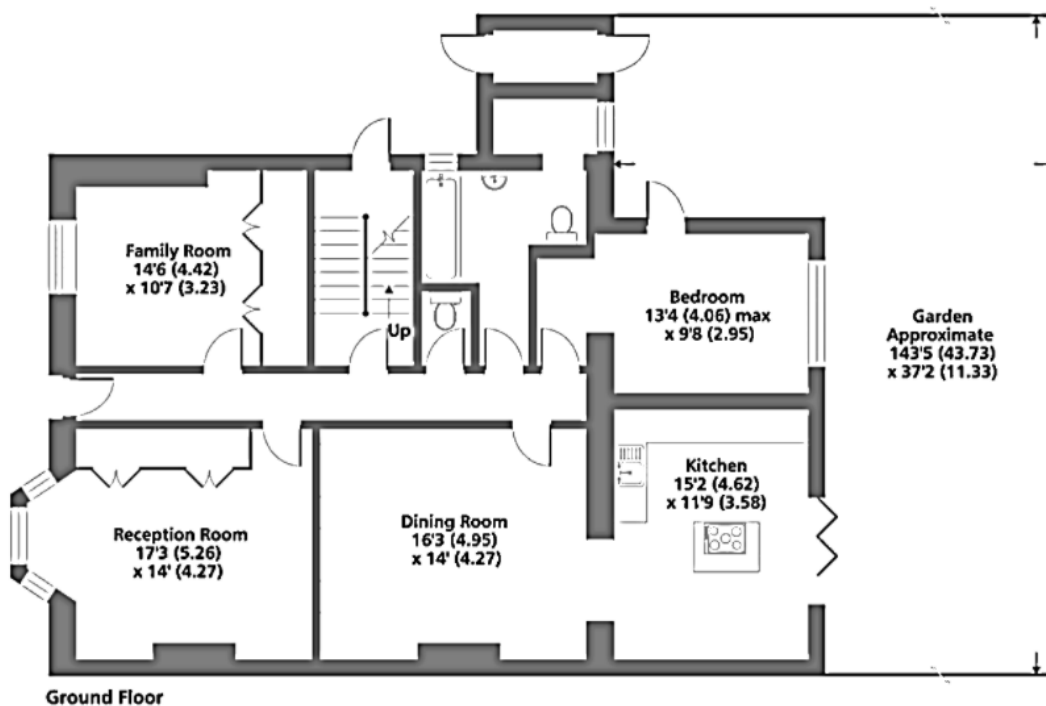 Family Room
14'6 (4.42)
x 10'7 (3.23)
Up
Bedroom
13'4 (4.06) max
x 9'8 (2.95)
Garden
Approximate
143'5 (43.73)
x 37'2 (11.33)
Reception Room
17'3 (5.26)
x 14' (4.27)
Dining Room
16'3 (4.95)
x 14' (4.27)
Kitchen
15'2 (4.62)
x 11'9 (3.58)
Ground Floor